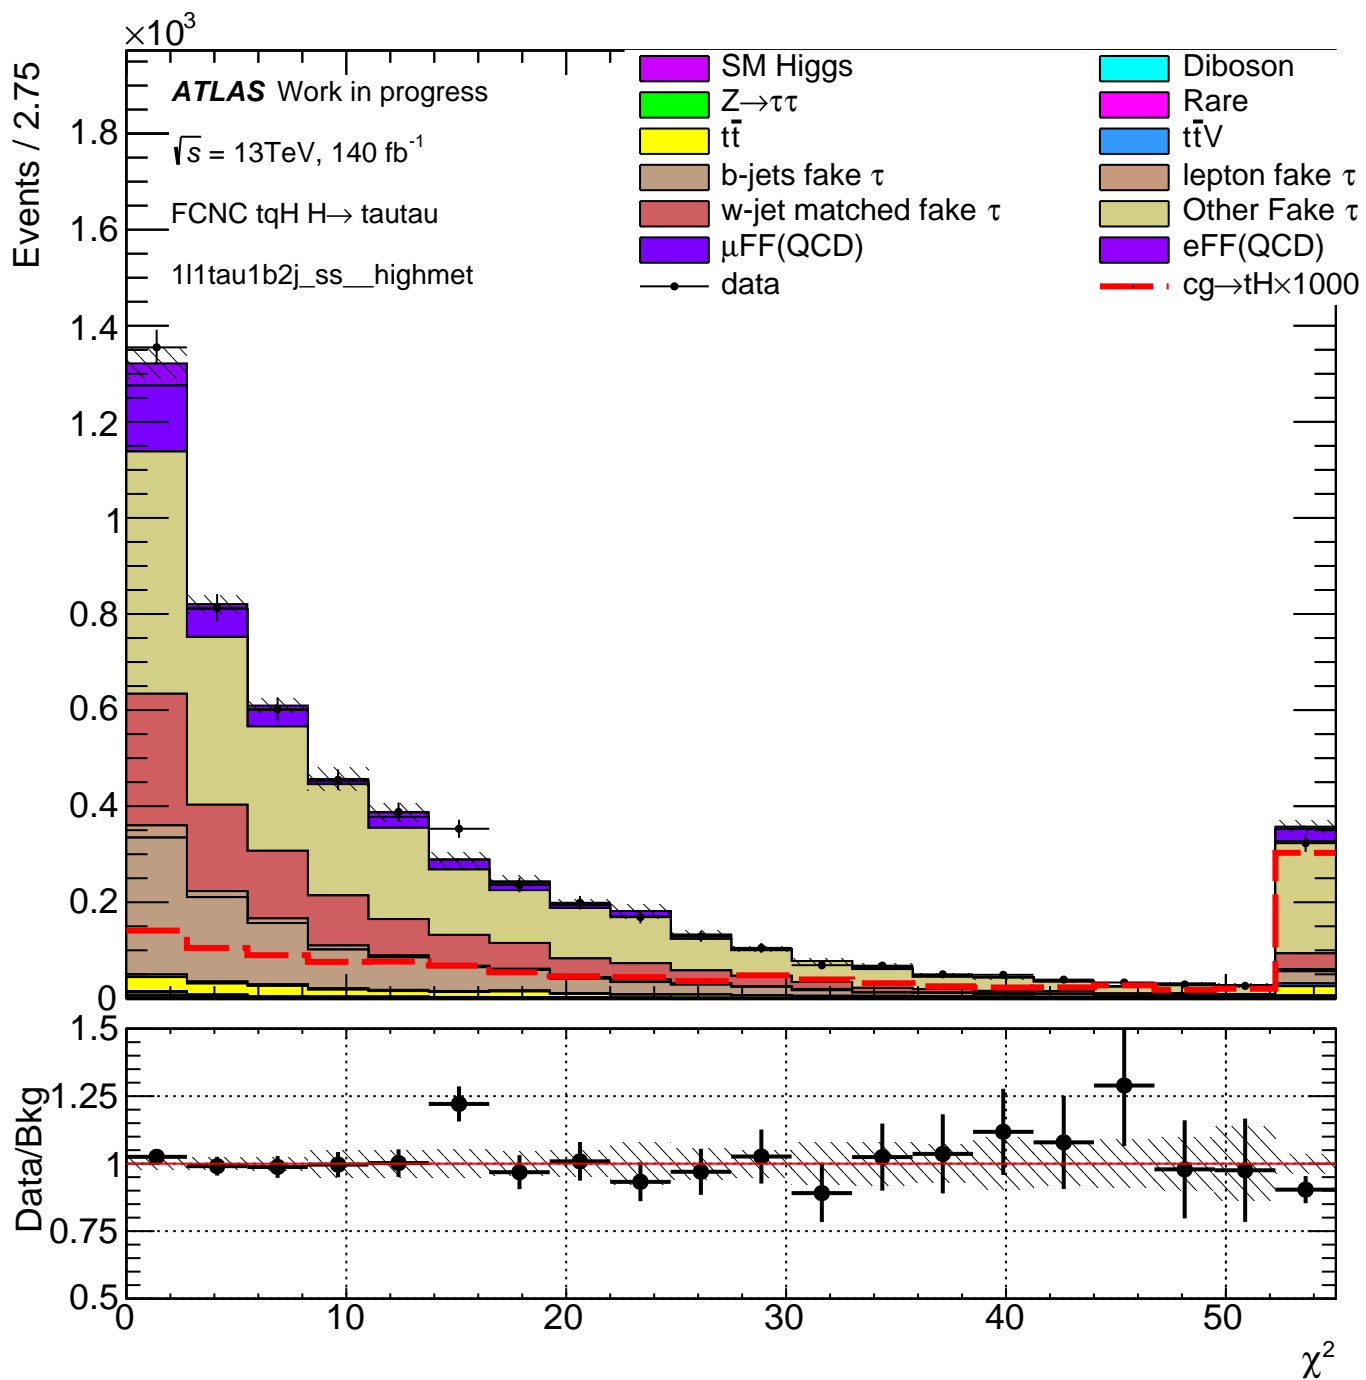 ×10³
Events / 2.75
ATLAS Work in progress
√s = 13TeV, 140 fb⁻¹
FCNC tqH H→ tautau
1l1tau1b2j_ss__highmet
SM Higgs
Z→ττ
tt̄
b-jets fake τ
w-jet matched fake τ
μFF(QCD)
data
Diboson
Rare
tt̄V
lepton fake τ
Other Fake τ
eFF(QCD)
cg→tH×1000
1.8
1.6
1.4
1.2
1
0.8
0.6
0.4
0.2
0
Data/Bkg
1.5
1.25
1
0.75
0.5
0 10 20 30 40 50
χ²